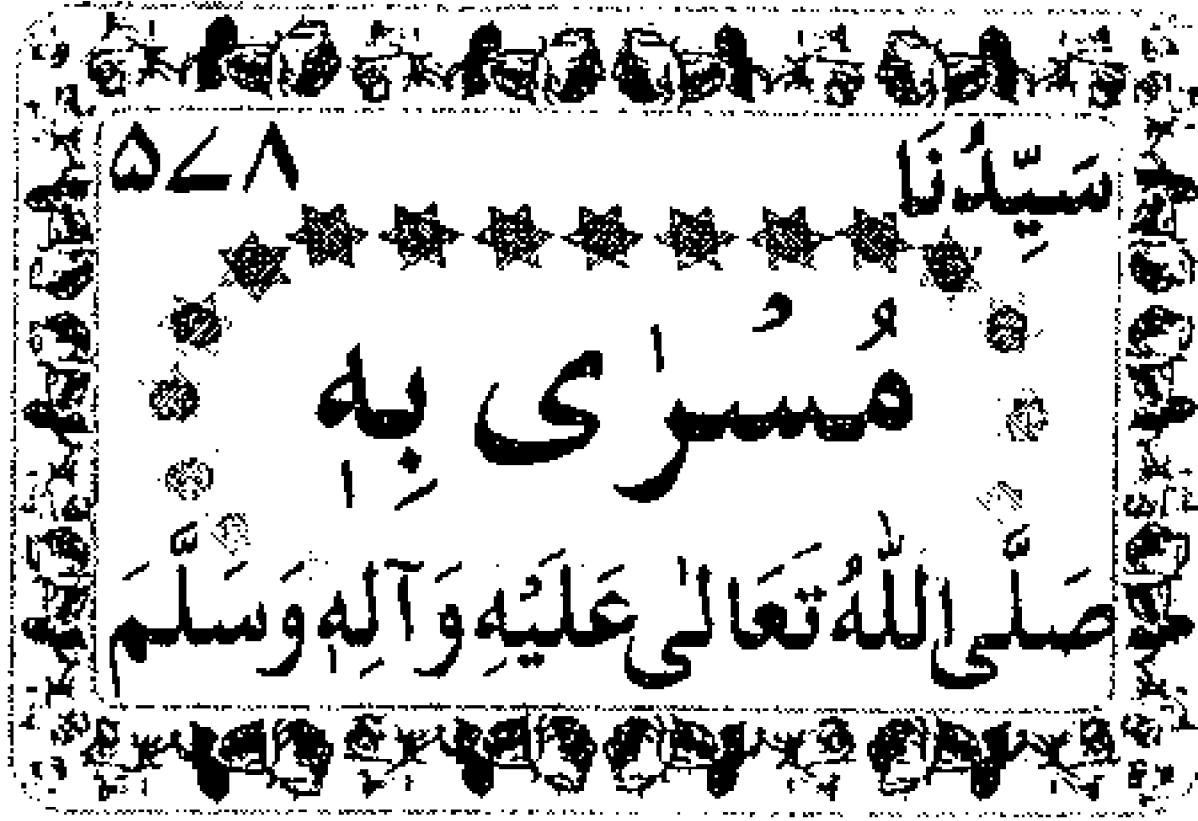 سَيِّدُنَا ۵۷۸
مُسْرٰى بِهٖ
صَلَّى اللّٰهُ تَعَالٰى عَلَيْهِ وَآلِهٖ وَسَلَّمَ